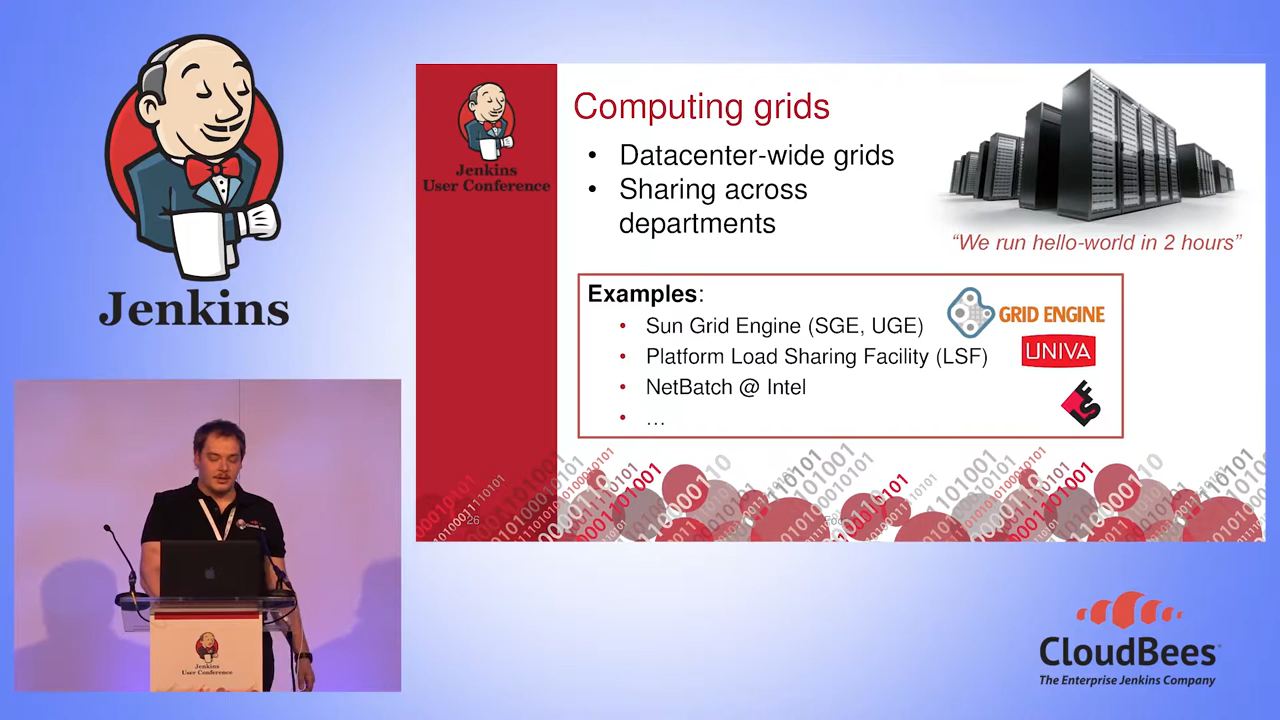 Jenkins
Jenkins
User Conference
Computing grids
• Datacenter-wide grids
• Sharing across
departments
“We run hello-world in 2 hours”
Examples:
• Sun Grid Engine (SGE, UGE)
• Platform Load Sharing Facility (LSF)
• NetBatch @ Intel
• …
GRID ENGINE
UNIVA
LSF
26
Jenkins
User Conference
CloudBees
The Enterprise Jenkins Company